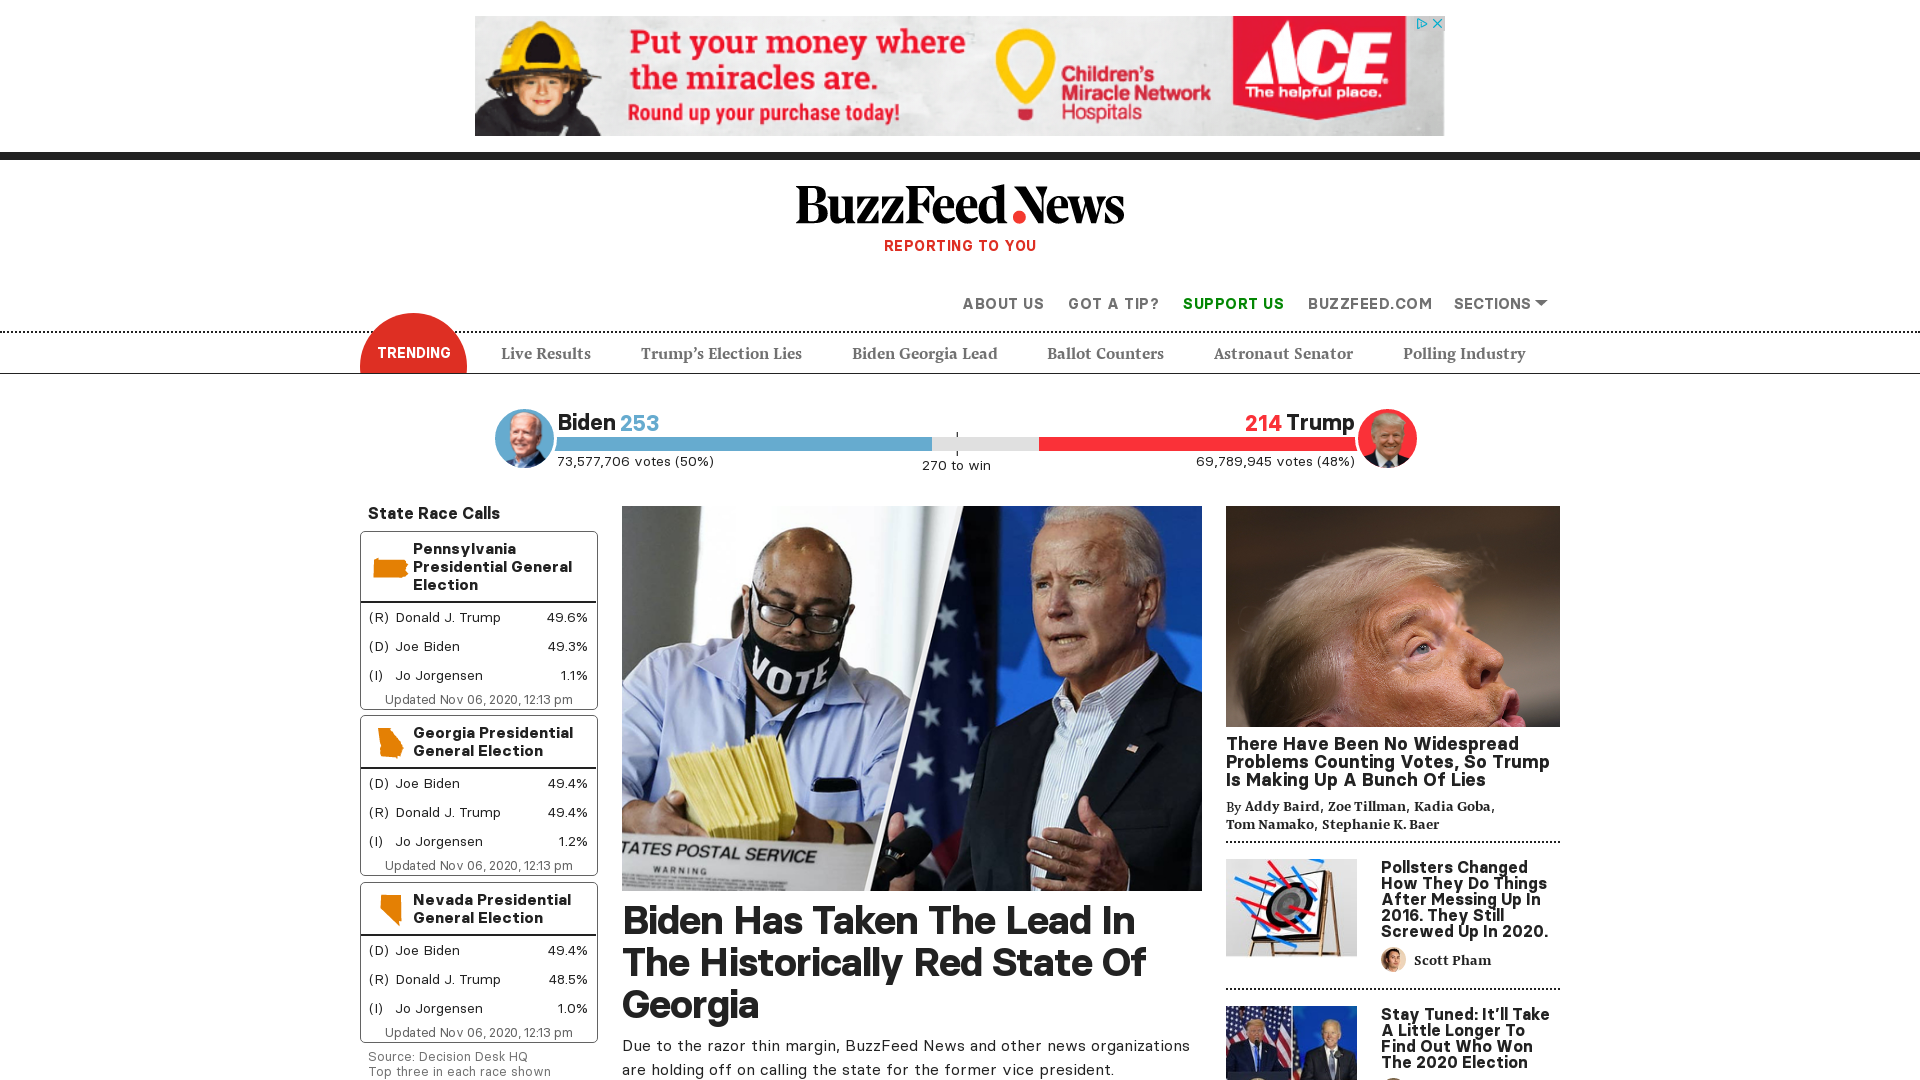 Put your money where
the miracles are.
Round up your purchase today!
Children's
Miracle Network
Hospitals
ACE
The helpful place.
BuzzFeed News
REPORTING TO YOU
ABOUT US GOT A TIP? SUPPORT US BUZZFEED.COM SECTIONS
TRENDING Live Results Trump's Election Lies Biden Georgia Lead Ballot Counters Astronaut Senator Polling Industry
Biden 253
214 Trump
73,577,706 votes (50%)
270 to win
69,789,945 votes (48%)
State Race Calls
Pennsylvania
Presidential General
Election
(R) Donald J. Trump 49.6%
(D) Joe Biden 49.3%
(I) Jo Jorgensen 1.1%
Updated Nov 06, 2020, 12:13 pm
Georgia Presidential
General Election
(D) Joe Biden 49.4%
(R) Donald J. Trump 49.4%
(I) Jo Jorgensen 1.2%
Updated Nov 06, 2020, 12:13 pm
Nevada Presidential
General Election
(D) Joe Biden 49.4%
(R) Donald J. Trump 48.5%
(I) Jo Jorgensen 1.0%
Updated Nov 06, 2020, 12:13 pm
Source: Decision Desk HQ
Top three in each race shown
VOTE
TATES POSTAL SERVICE
WARNING
Biden Has Taken The Lead In
The Historically Red State Of
Georgia
Due to the razor thin margin, BuzzFeed News and other news organizations
are holding off on calling the state for the former vice president.
There Have Been No Widespread
Problems Counting Votes, So Trump
Is Making Up A Bunch Of Lies
By Addy Baird, Zoe Tillman, Kadia Goba,
Tom Namako, Stephanie K. Baer
Pollsters Changed
How They Do Things
After Messing Up In
2016. They Still
Screwed Up In 2020.
Scott Pham
Stay Tuned: It'll Take
A Little Longer To
Find Out Who Won
The 2020 Election